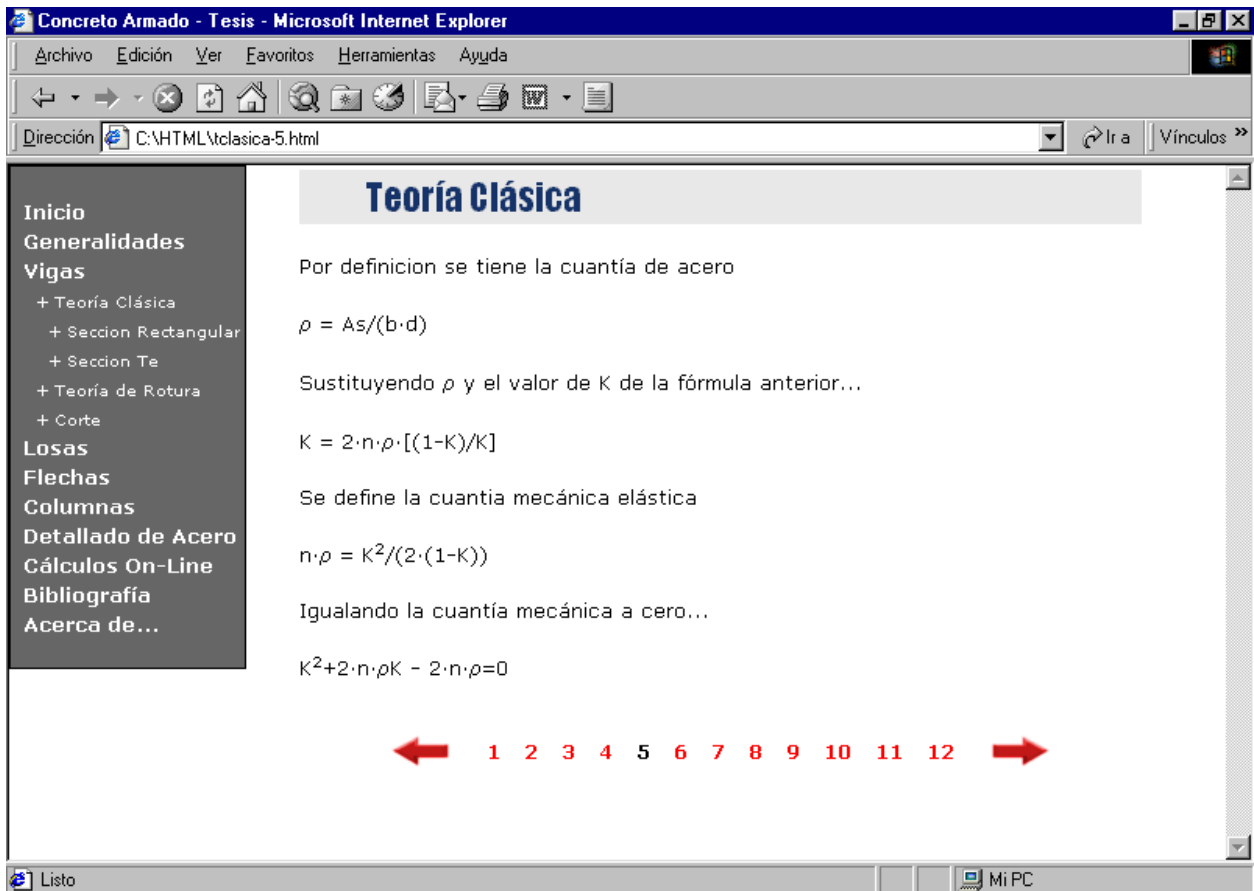 Concreto Armado - Tesis - Microsoft Internet Explorer
Archivo Edición Ver Favoritos Herramientas Ayuda
Dirección C:\HTML\tclasica-5.html Ir a Vínculos »
Inicio
Generalidades
Vigas
+ Teoría Clásica
+ Seccion Rectangular
+ Seccion Te
+ Teoría de Rotura
+ Corte
Losas
Flechas
Columnas
Detallado de Acero
Cálculos On-Line
Bibliografía
Acerca de...
Teoría Clásica
Por definicion se tiene la cuantía de acero
ρ = As/(b·d)
Sustituyendo ρ y el valor de K de la fórmula anterior...
K = 2·n·ρ·[(1-K)/K]
Se define la cuantia mecánica elástica
n·ρ = K²/(2·(1-K))
Igualando la cuantía mecánica a cero...
K²+2·n·ρK - 2·n·ρ=0
1 2 3 4 5 6 7 8 9 10 11 12
Listo Mi PC